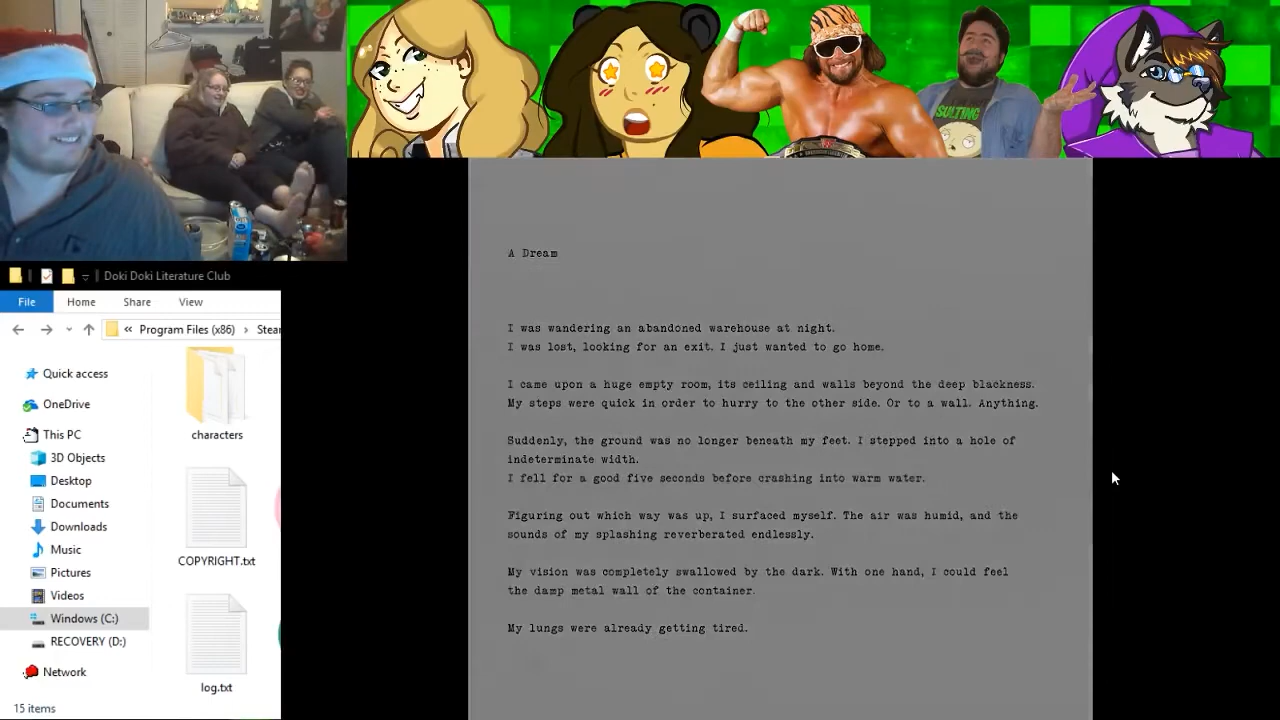 SULTING
Doki Doki Literature Club
File Home Share View
« Program Files (x86) > Steam
Quick access
OneDrive
This PC
3D Objects
Desktop
Documents
Downloads
Music
Pictures
Videos
Windows (C:)
RECOVERY (D:)
Network
15 items
characters
COPYRIGHT.txt
log.txt
A Dream
I was wandering an abandoned warehouse at night.
I was lost, looking for an exit. I just wanted to go home.
I came upon a huge empty room, its ceiling and walls beyond the deep blackness.
My steps were quick in order to hurry to the other side. Or to a wall. Anything.
Suddenly, the ground was no longer beneath my feet. I stepped into a hole of
indeterminate width.
I fell for a good five seconds before crashing into warm water.
Figuring out which way was up, I surfaced myself. The air was humid, and the
sounds of my splashing reverberated endlessly.
My vision was completely swallowed by the dark. With one hand, I could feel
the damp metal wall of the container.
My lungs were already getting tired.